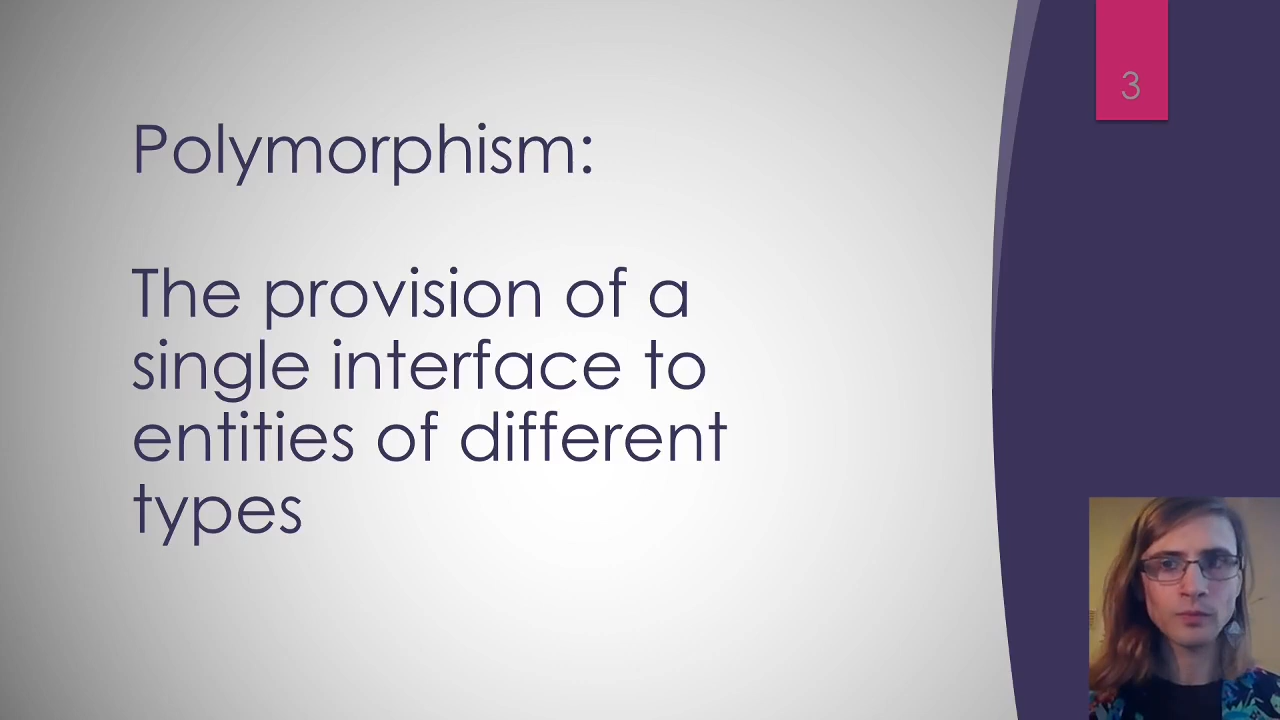 3
Polymorphism:
The provision of a
single interface to
entities of different
types